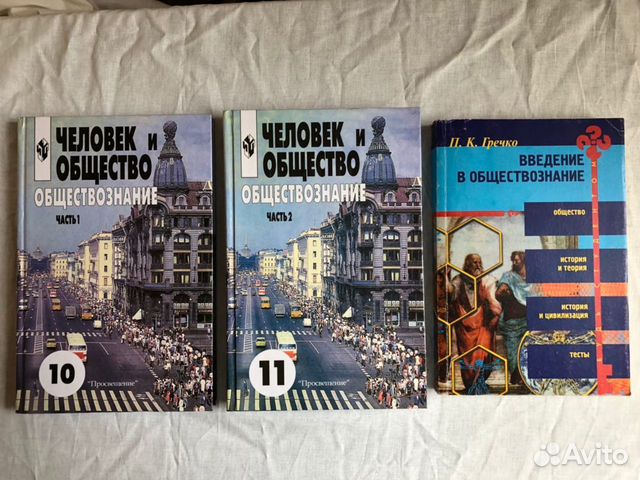 ЧЕЛОВЕК и
ОБЩЕСТВО
ОБЩЕСТВОЗНАНИЕ
ЧАСТЬ 1
10
"Просвещение"
ЧЕЛОВЕК и
ОБЩЕСТВО
ОБЩЕСТВОЗНАНИЕ
ЧАСТЬ 2
11
"Просвещение"
П. К. Гречко
ВВЕДЕНИЕ
В ОБЩЕСТВОЗНАНИЕ
общество
история
и теория
история
и цивилизация
тесты
Avito